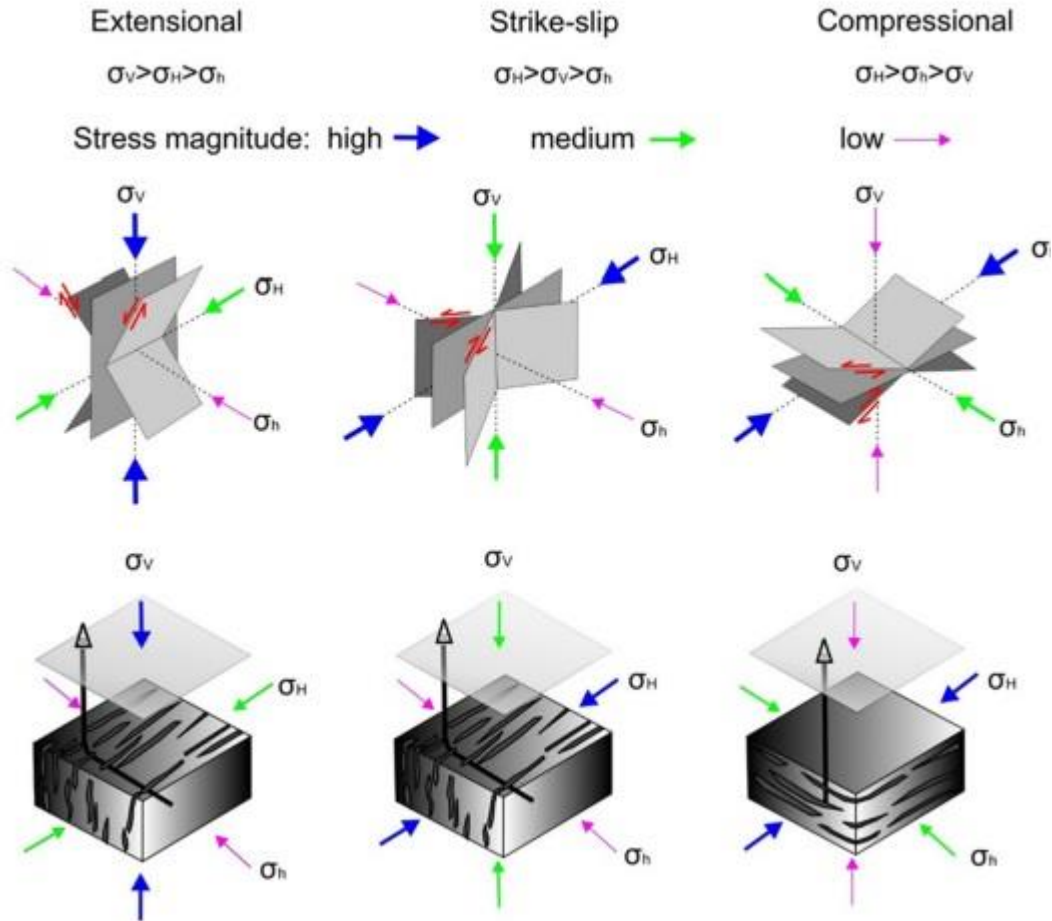 Extensional Strike-slip Compressional
σV>σH>σh σH>σV>σh σH>σh>σV
Stress magnitude: high medium low
σV σV σV
σH σH
σh σh σh
σV σV σV
σH σH σH
σh σh σh